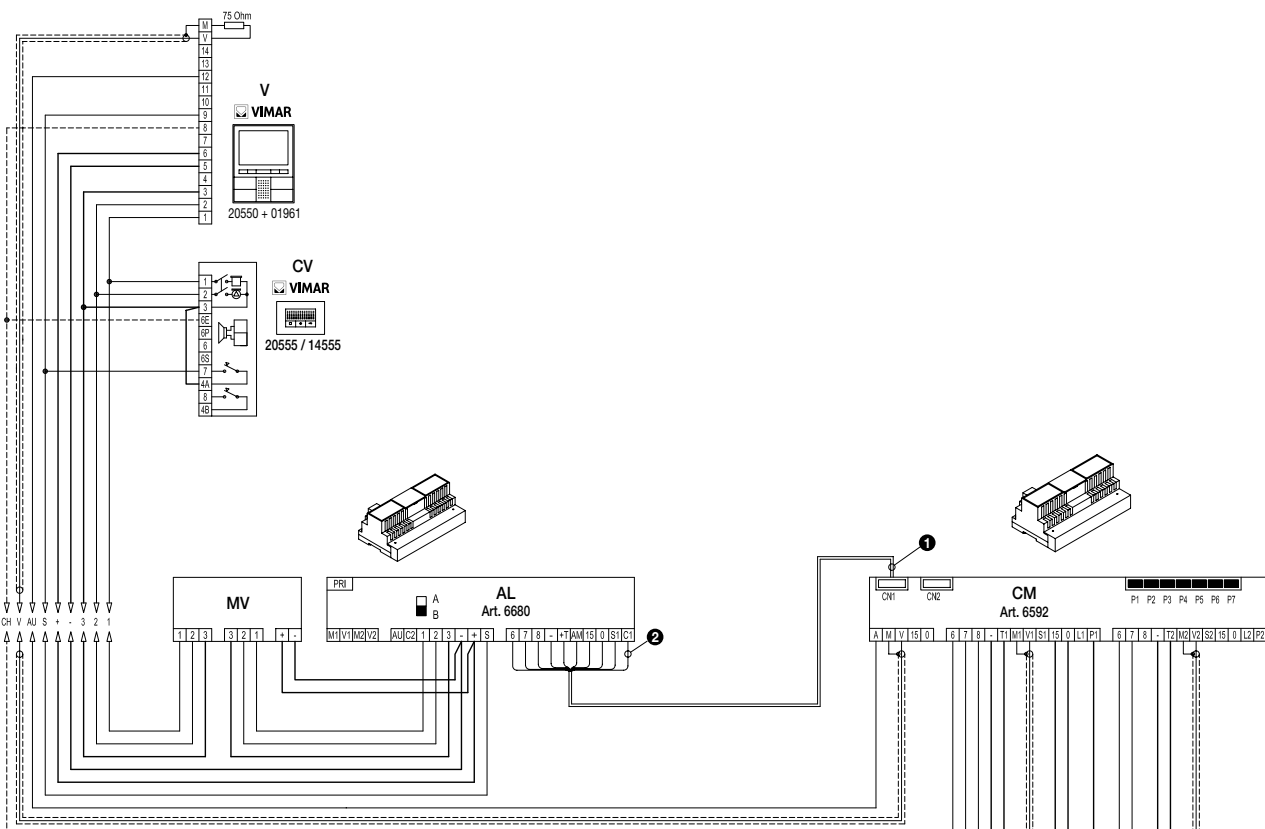 75 Ohm
M
V
14
13
12
11
10
9
8
7
6
5
4
3
2
1
V
VIMAR
20550 + 01961
CV
VIMAR
20555 / 14555
1
2
3
6E
6P
6
6S
7
4A
8
4B
CH V AU S + - 3 2 1
MV
1 2 3 3 2 1 + -
PRI
A
B
AL
Art. 6680
M1 V1 M2 V2 AU C2 1 2 3 - + S 6 7 8 - +T AM 15 0 S1 C1
2
1
CN1 CN2
CM
Art. 6592
P1 P2 P3 P4 P5 P6 P7
A M V 15 0 6 7 8 - T1 M1 V1 S1 15 0 L1 P1 6 7 8 - T2 M2 V2 S2 15 0 L2 P2